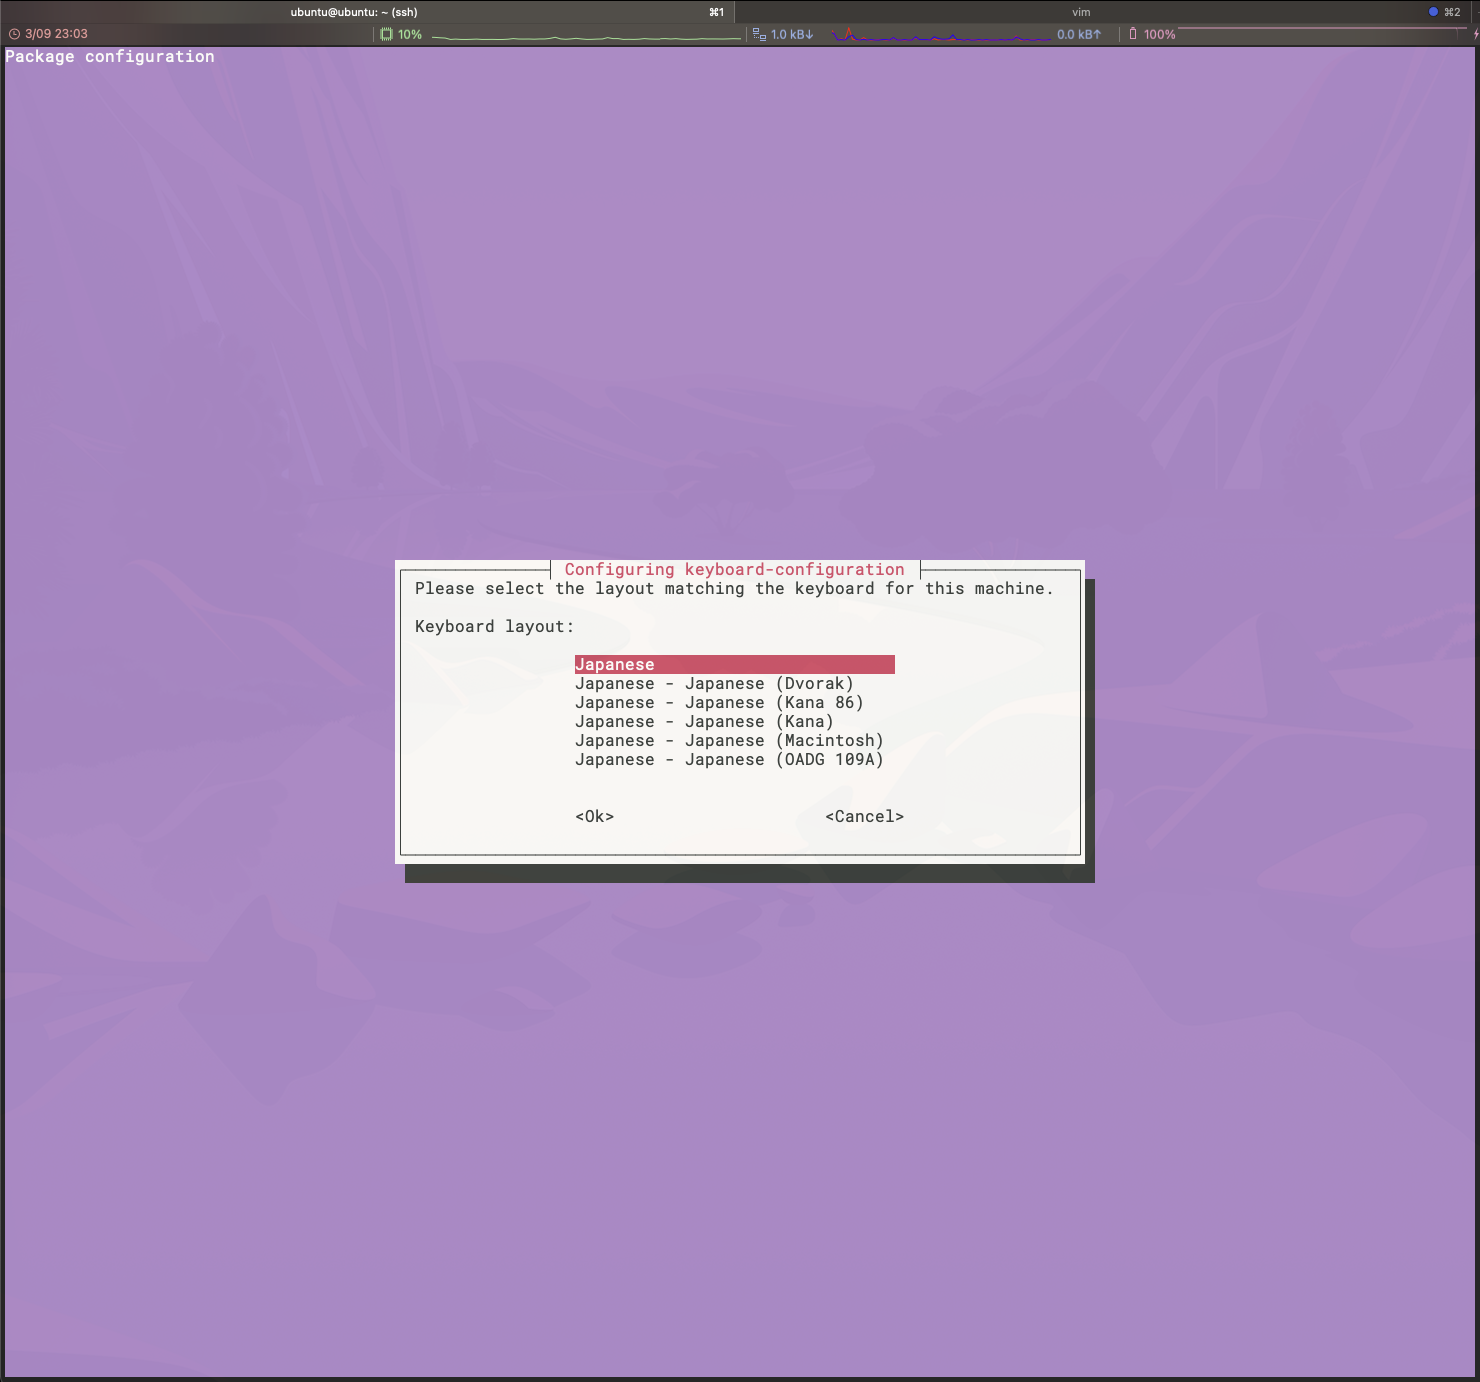 ubuntu@ubuntu: ~ (ssh) ⌘1 vim ⌘2
3/09 23:03 10% 1.0 kB↓ 0.0 kB↑ 100%
Package configuration
Configuring keyboard-configuration
Please select the layout matching the keyboard for this machine.
Keyboard layout:
Japanese
Japanese - Japanese (Dvorak)
Japanese - Japanese (Kana 86)
Japanese - Japanese (Kana)
Japanese - Japanese (Macintosh)
Japanese - Japanese (OADG 109A)
<Ok> <Cancel>